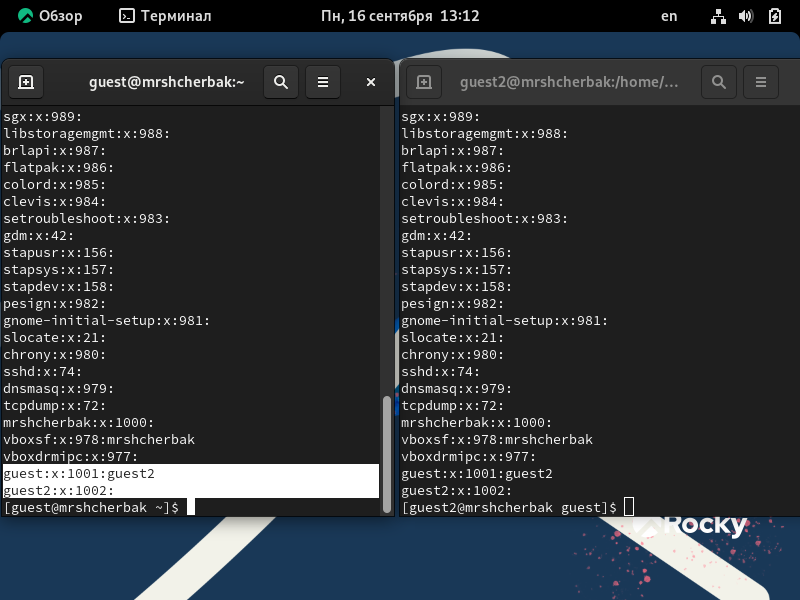 Обзор
Терминал
Пн, 16 сентября 13:12
en
guest@mrshcherbak:~
sgx:x:989:
libstoragemgmt:x:988:
brlapi:x:987:
flatpak:x:986:
colord:x:985:
clevis:x:984:
setroubleshoot:x:983:
gdm:x:42:
stapusr:x:156:
stapsys:x:157:
stapdev:x:158:
pesign:x:982:
gnome-initial-setup:x:981:
slocate:x:21:
chrony:x:980:
sshd:x:74:
dnsmasq:x:979:
tcpdump:x:72:
mrshcherbak:x:1000:
vboxsf:x:978:mrshcherbak
vboxdrmipc:x:977:
guest:x:1001:guest2
guest2:x:1002:
[guest@mrshcherbak ~]$
guest2@mrshcherbak:/home/...
sgx:x:989:
libstoragemgmt:x:988:
brlapi:x:987:
flatpak:x:986:
colord:x:985:
clevis:x:984:
setroubleshoot:x:983:
gdm:x:42:
stapusr:x:156:
stapsys:x:157:
stapdev:x:158:
pesign:x:982:
gnome-initial-setup:x:981:
slocate:x:21:
chrony:x:980:
sshd:x:74:
dnsmasq:x:979:
tcpdump:x:72:
mrshcherbak:x:1000:
vboxsf:x:978:mrshcherbak
vboxdrmipc:x:977:
guest:x:1001:guest2
guest2:x:1002:
[guest2@mrshcherbak guest]$
Rocky